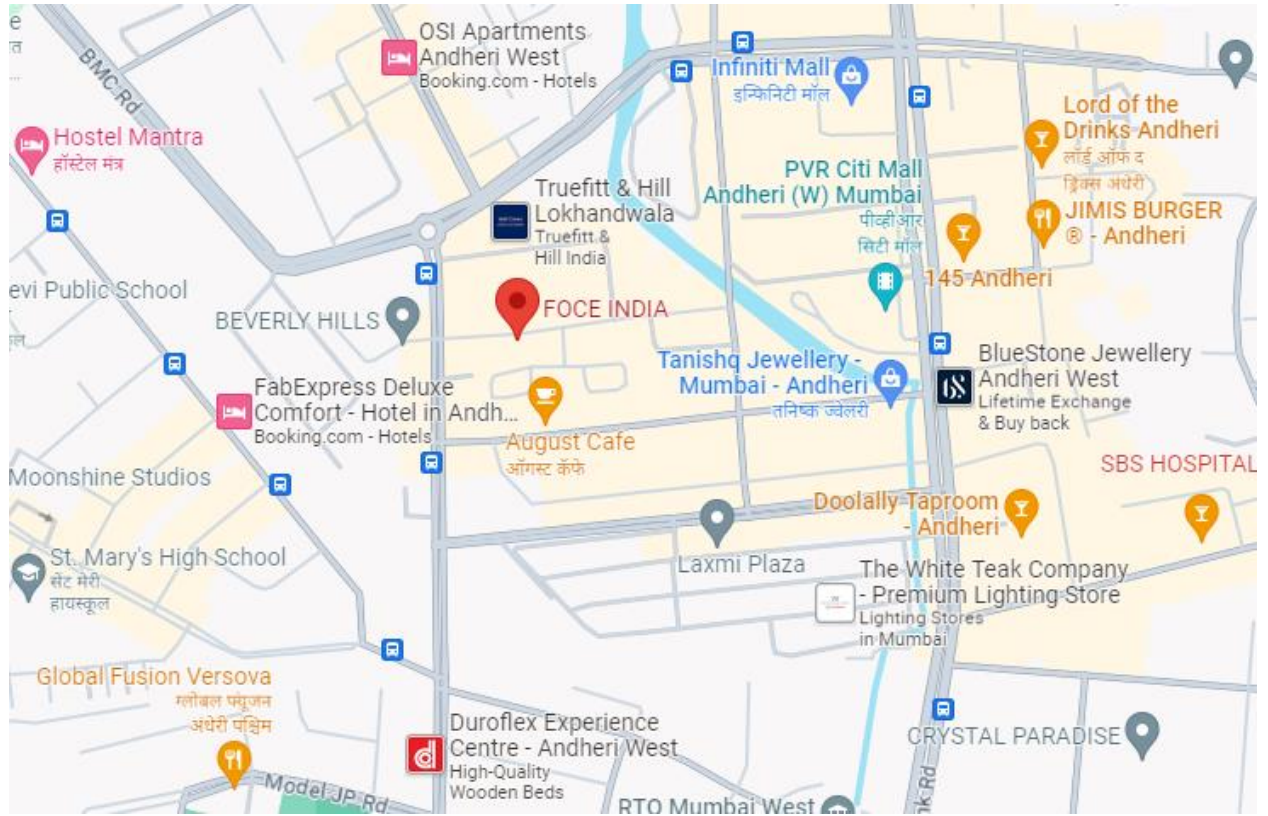 e
BMC Rd
OSI Apartments
Andheri West
Booking.com - Hotels
Infiniti Mall
इन्फिनिटी मॉल
Hostel Mantra
हॉस्टेल मंत्र
Lord of the
Drinks Andheri
लॉर्ड ऑफ द
ड्रिंक्स अंधेरी
PVR Citi Mall
Andheri (W) Mumbai
पीव्हीआर
सिटी मॉल
Truefitt & Hill
Lokhandwala
Truefitt &
Hill India
JIMIS BURGER
® - Andheri
145 Andheri
evi Public School
BEVERLY HILLS
FOCE INDIA
Tanishq Jewellery -
Mumbai - Andheri
तनिष्क ज्वेलरी
BlueStone Jewellery
Andheri West
Lifetime Exchange
& Buy back
FabExpress Deluxe
Comfort - Hotel in Andh...
Booking.com - Hotels
August Cafe
ऑगस्ट कॅफे
SBS HOSPITAL
Moonshine Studios
Doolally Taproom
- Andheri
St. Mary's High School
सेंट मेरी
हायस्कूल
Laxmi Plaza
The White Teak Company
- Premium Lighting Store
Lighting Stores
in Mumbai
Global Fusion Versova
ग्लोबल फ्यूजन
अंधेरी पश्चिम
Duroflex Experience
Centre - Andheri West
High-Quality
Wooden Beds
CRYSTAL PARADISE
Model JP Rd
RTO Mumbai West
nk Rd